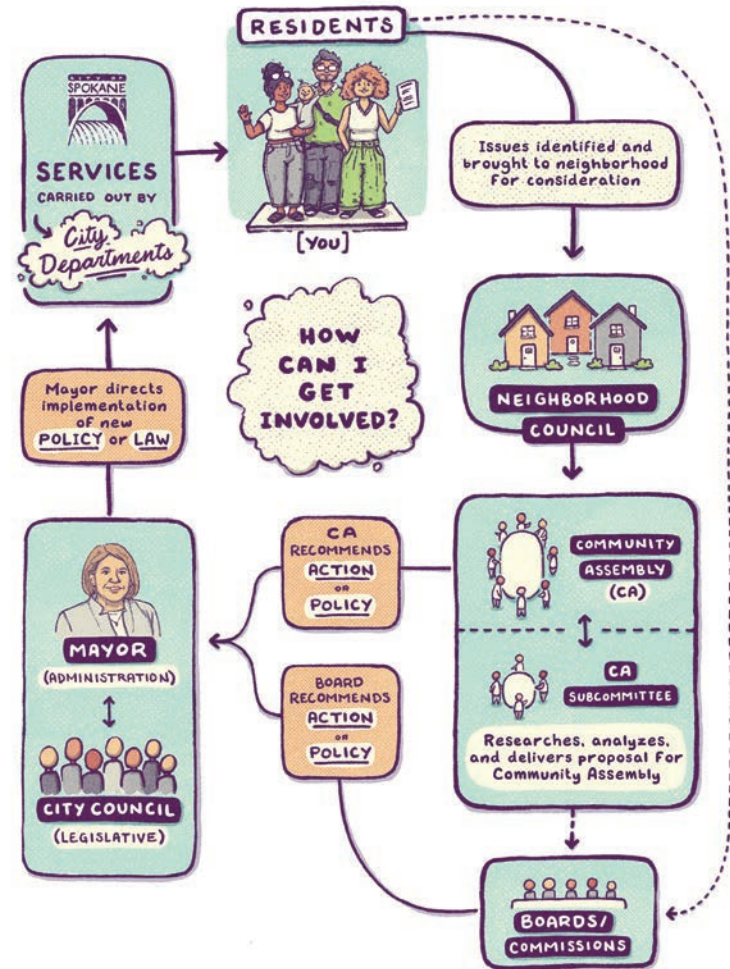 RESIDENTS
[YOU]
Issues identified and
brought to neighborhood
for consideration
NEIGHBORHOOD
COUNCIL
COMMUNITY
ASSEMBLY
(CA)
CA
SUBCOMMITTEE
Researches, analyzes,
and delivers proposal for
Community Assembly
BOARDS/
COMMISSIONS
CA
RECOMMENDS
ACTION
OR
POLICY
BOARD
RECOMMENDS
ACTION
OR
POLICY
MAYOR
(ADMINISTRATION)
CITY COUNCIL
(LEGISLATIVE)
Mayor directs
implementation
of new
POLICY or LAW
CITY OF
SPOKANE
SERVICES
CARRIED OUT BY
City
Departments
HOW
CAN I
GET
INVOLVED?